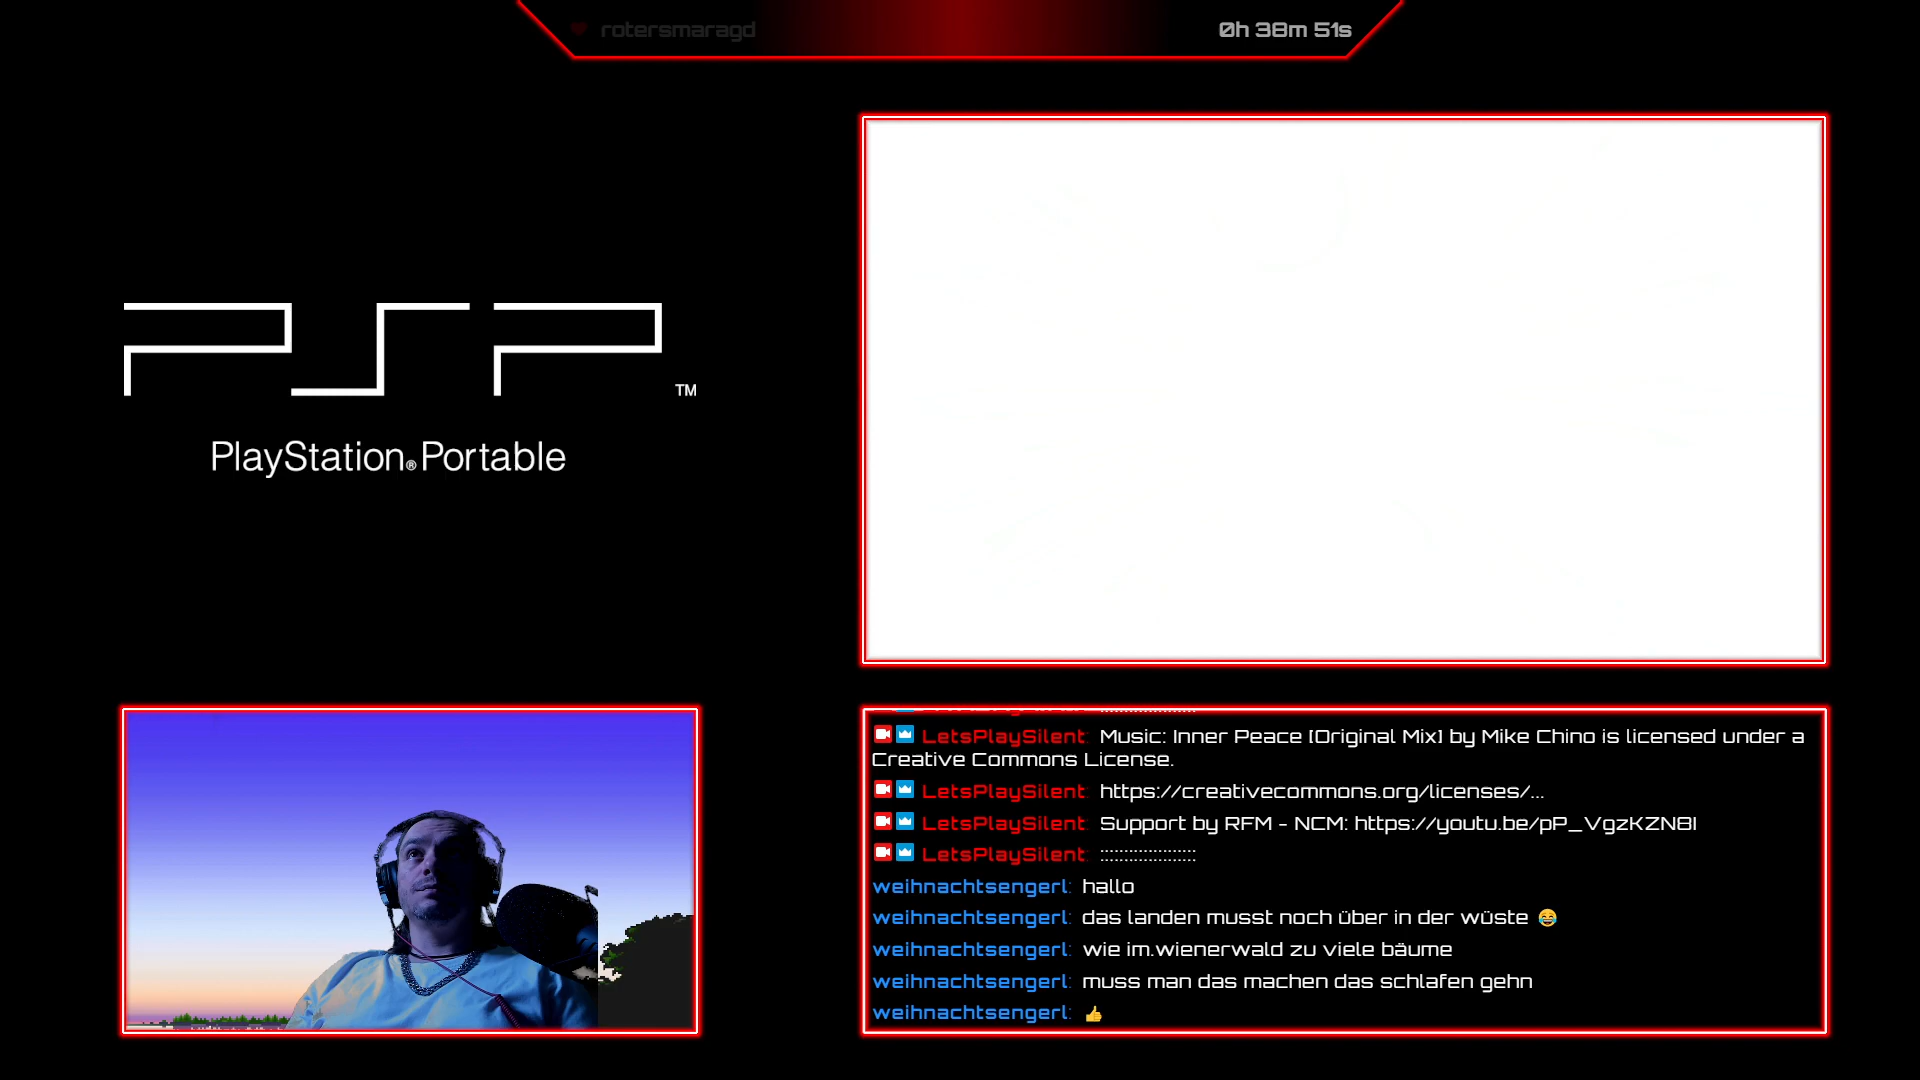 rotersmaragd
0h 38m 51s
PSP
TM
PlayStation® Portable
LetsPlaySilent: Music: Inner Peace [Original Mix] by Mike Chino is licensed under a
Creative Commons License.
LetsPlaySilent: https://creativecommons.org/licenses/...
LetsPlaySilent: Support by RFM - NCM: https://youtu.be/pP_VgzKZN8I
LetsPlaySilent: ::::::::::::::::::::
weihnachtsengerl: hallo
weihnachtsengerl: das landen musst noch über in der wüste 😂
weihnachtsengerl: wie im.wienerwald zu viele bäume
weihnachtsengerl: muss man das machen das schlafen gehn
weihnachtsengerl: 👍